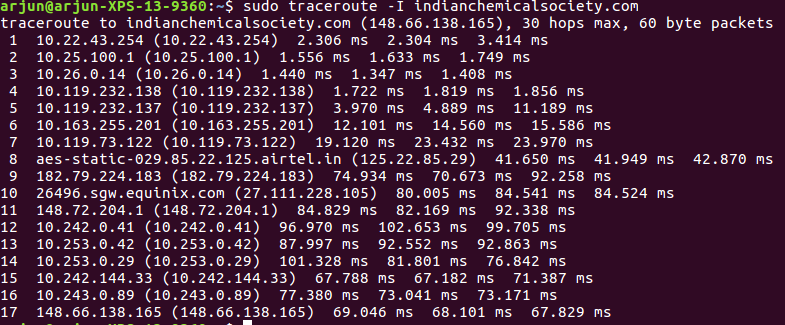 arjun@arjun-XPS-13-9360:~$ sudo traceroute -I indianchemicalsociety.com
traceroute to indianchemicalsociety.com (148.66.138.165), 30 hops max, 60 byte packets
 1  10.22.43.254 (10.22.43.254)  2.306 ms  2.304 ms  3.414 ms
 2  10.25.100.1 (10.25.100.1)  1.556 ms  1.633 ms  1.749 ms
 3  10.26.0.14 (10.26.0.14)  1.440 ms  1.347 ms  1.408 ms
 4  10.119.232.138 (10.119.232.138)  1.722 ms  1.819 ms  1.856 ms
 5  10.119.232.137 (10.119.232.137)  3.970 ms  4.889 ms  11.189 ms
 6  10.163.255.201 (10.163.255.201)  12.101 ms  14.560 ms  15.586 ms
 7  10.119.73.122 (10.119.73.122)  19.120 ms  23.432 ms  23.970 ms
 8  aes-static-029.85.22.125.airtel.in (125.22.85.29)  41.650 ms  41.949 ms  42.870 ms
 9  182.79.224.183 (182.79.224.183)  74.934 ms  70.673 ms  92.258 ms
10  26496.sgw.equinix.com (27.111.228.105)  80.005 ms  84.541 ms  84.524 ms
11  148.72.204.1 (148.72.204.1)  84.829 ms  82.169 ms  92.338 ms
12  10.242.0.41 (10.242.0.41)  96.970 ms  102.653 ms  99.705 ms
13  10.253.0.42 (10.253.0.42)  87.997 ms  92.552 ms  92.863 ms
14  10.253.0.29 (10.253.0.29)  101.328 ms  81.801 ms  76.842 ms
15  10.242.144.33 (10.242.144.33)  67.788 ms  67.182 ms  71.387 ms
16  10.243.0.89 (10.243.0.89)  77.380 ms  73.041 ms  73.171 ms
17  148.66.138.165 (148.66.138.165)  69.046 ms  68.101 ms  67.829 ms